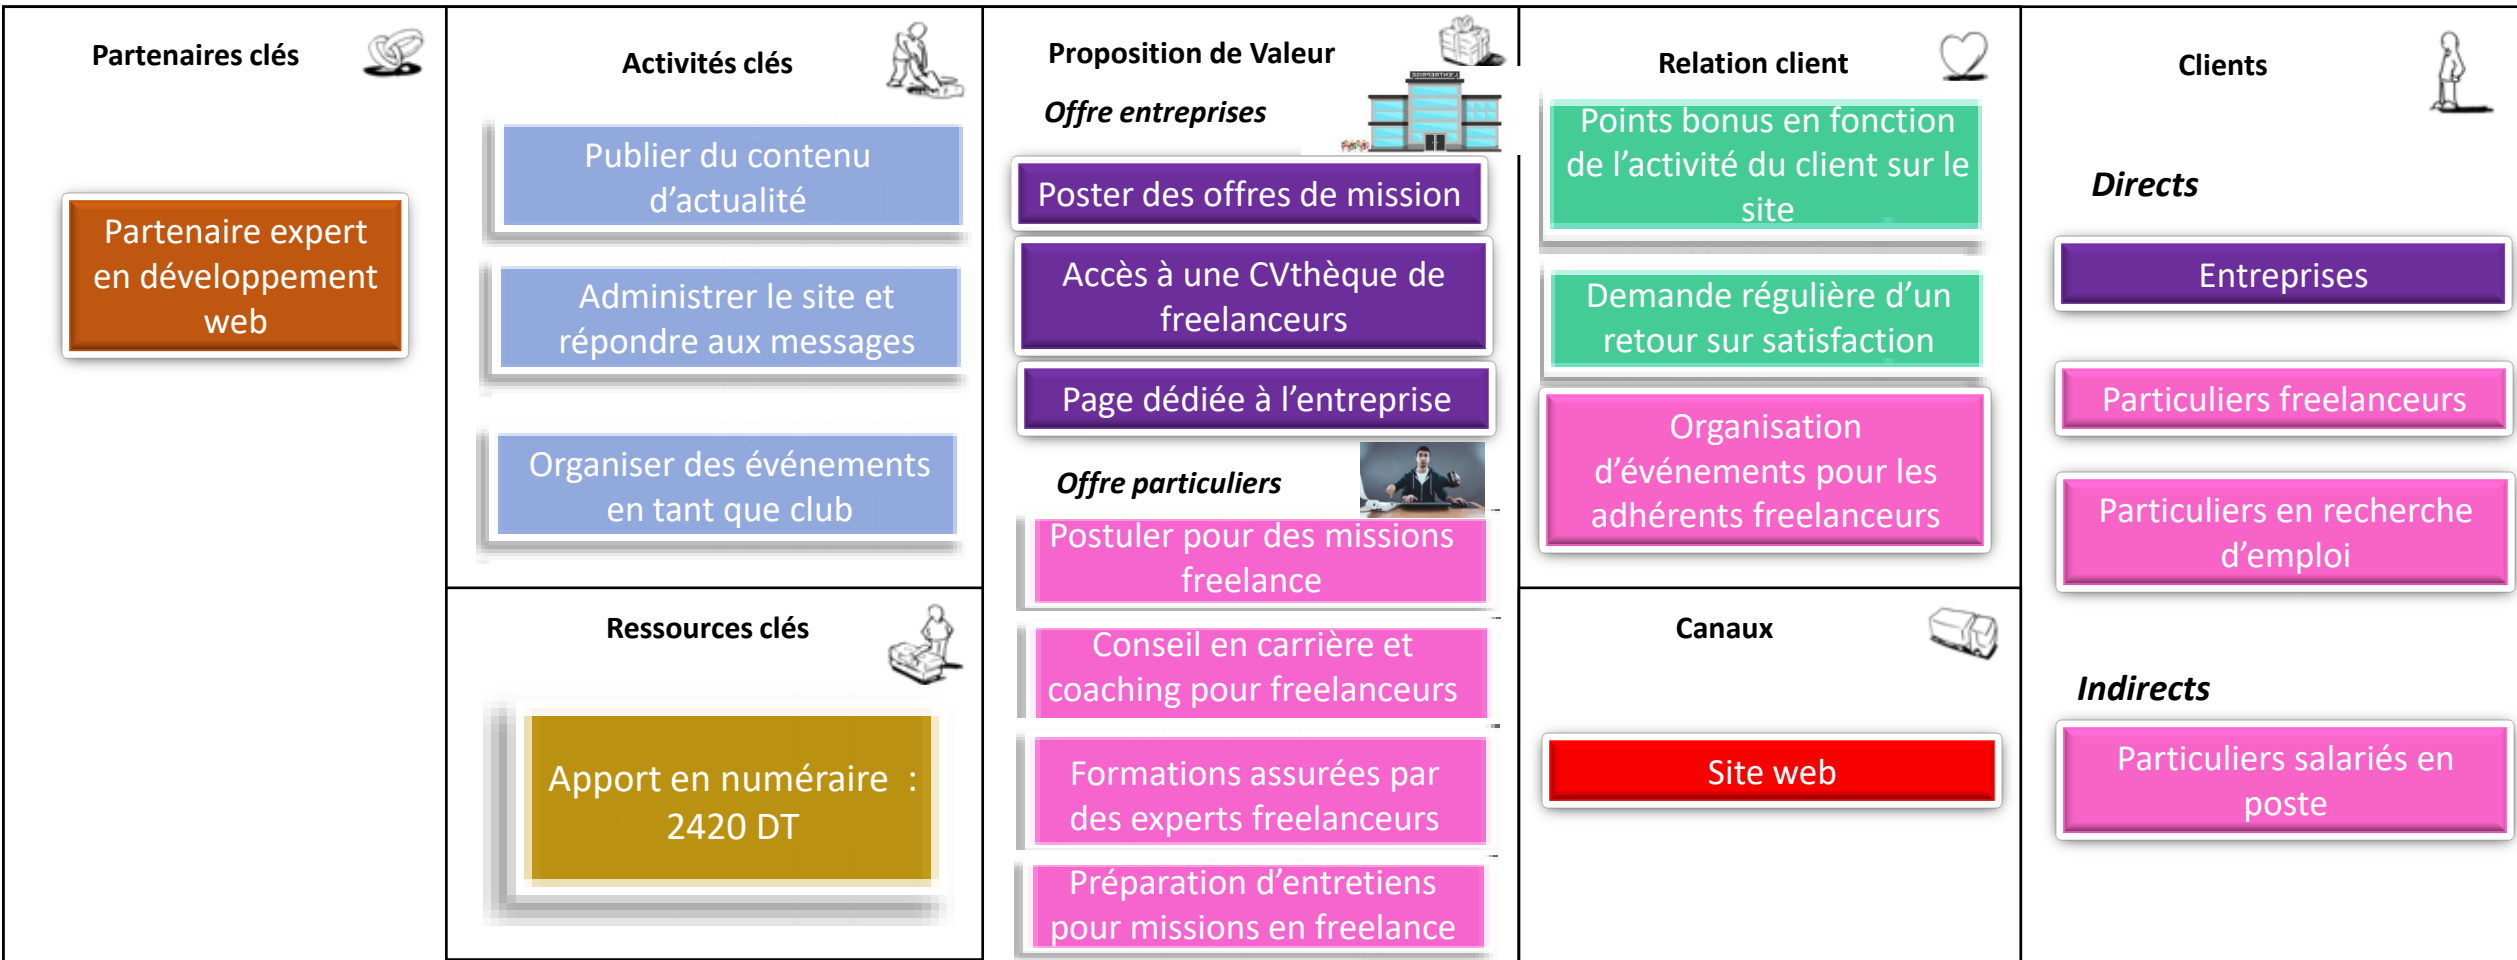 Partenaires clés
Partenaire expert
en développement
web
Activités clés
Publier du contenu
d’actualité
Administrer le site et
répondre aux messages
Organiser des événements
en tant que club
Ressources clés
Apport en numéraire :
2420 DT
Proposition de Valeur
Offre entreprises
Poster des offres de mission
Accès à une CVthèque de
freelanceurs
Page dédiée à l’entreprise
Offre particuliers
Postuler pour des missions
freelance
Conseil en carrière et
coaching pour freelanceurs
Formations assurées par
des experts freelanceurs
Préparation d’entretiens
pour missions en freelance
Relation client
Points bonus en fonction
de l’activité du client sur le
site
Demande régulière d’un
retour sur satisfaction
Organisation
d’événements pour les
adhérents freelanceurs
Canaux
Site web
Clients
Directs
Entreprises
Particuliers freelanceurs
Particuliers en recherche
d’emploi
Indirects
Particuliers salariés en
poste